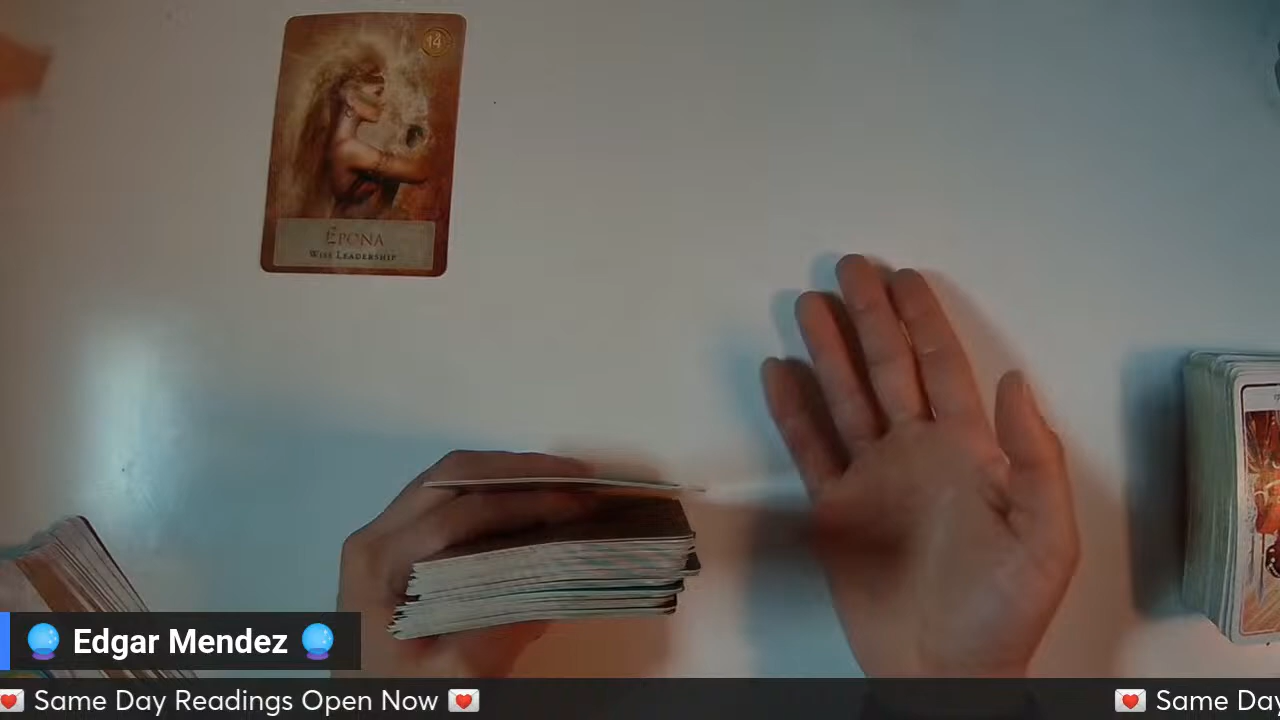 14
EPONA
WISE LEADERSHIP
Edgar Mendez
Same Day Readings Open Now
Same Day